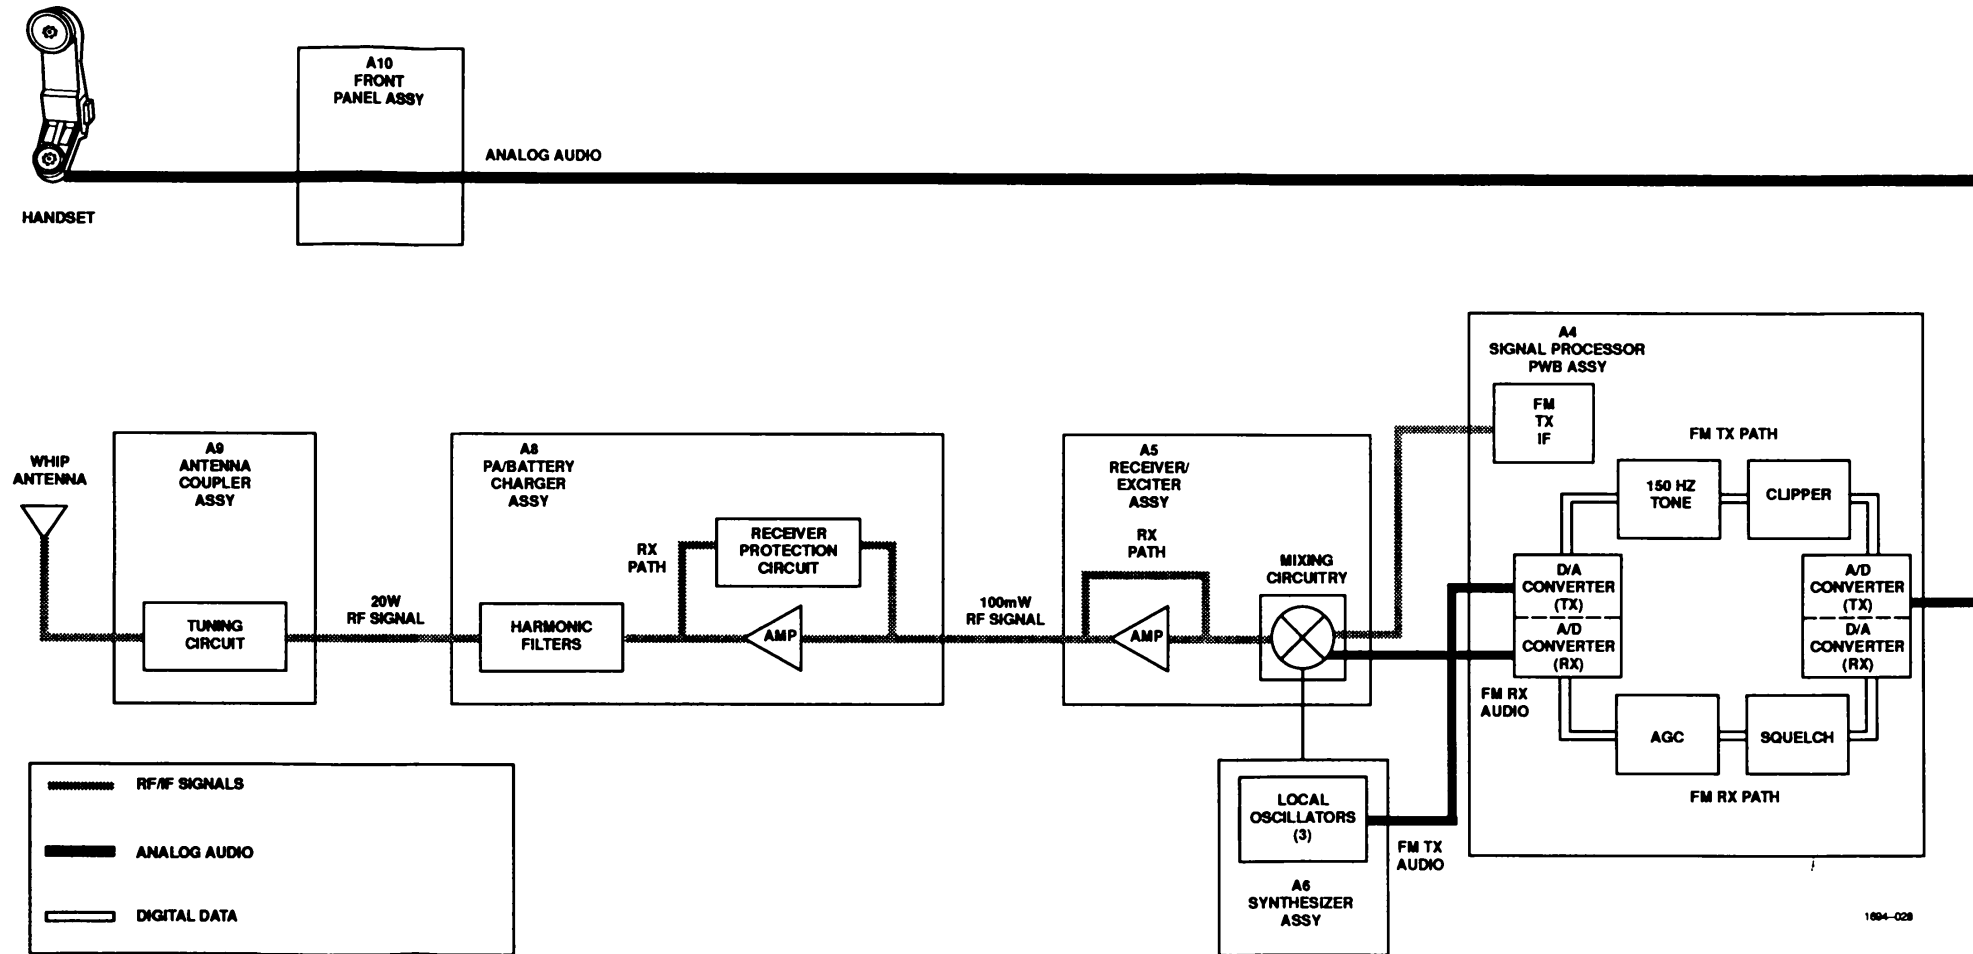 A10
FRONT
PANEL ASSY
ANALOG AUDIO
HANDSET
A4
SIGNAL PROCESSOR
PWB ASSY
FM
TX
IF
FM TX PATH
150 HZ
TONE
CLIPPER
D/A
CONVERTER
(TX)
A/D
CONVERTER
(RX)
A/D
CONVERTER
(TX)
D/A
CONVERTER
(RX)
AGC
SQUELCH
FM RX PATH
FM RX
AUDIO
WHIP
ANTENNA
A9
ANTENNA
COUPLER
ASSY
TUNING
CIRCUIT
20W
RF SIGNAL
A8
PA/BATTERY
CHARGER
ASSY
RX
PATH
RECEIVER
PROTECTION
CIRCUIT
HARMONIC
FILTERS
AMP
100mW
RF SIGNAL
A5
RECEIVER/
EXCITER
ASSY
RX
PATH
AMP
MIXING
CIRCUITRY
LOCAL
OSCILLATORS
(3)
A6
SYNTHESIZER
ASSY
FM TX
AUDIO
RF/IF SIGNALS
ANALOG AUDIO
DIGITAL DATA
1694-028